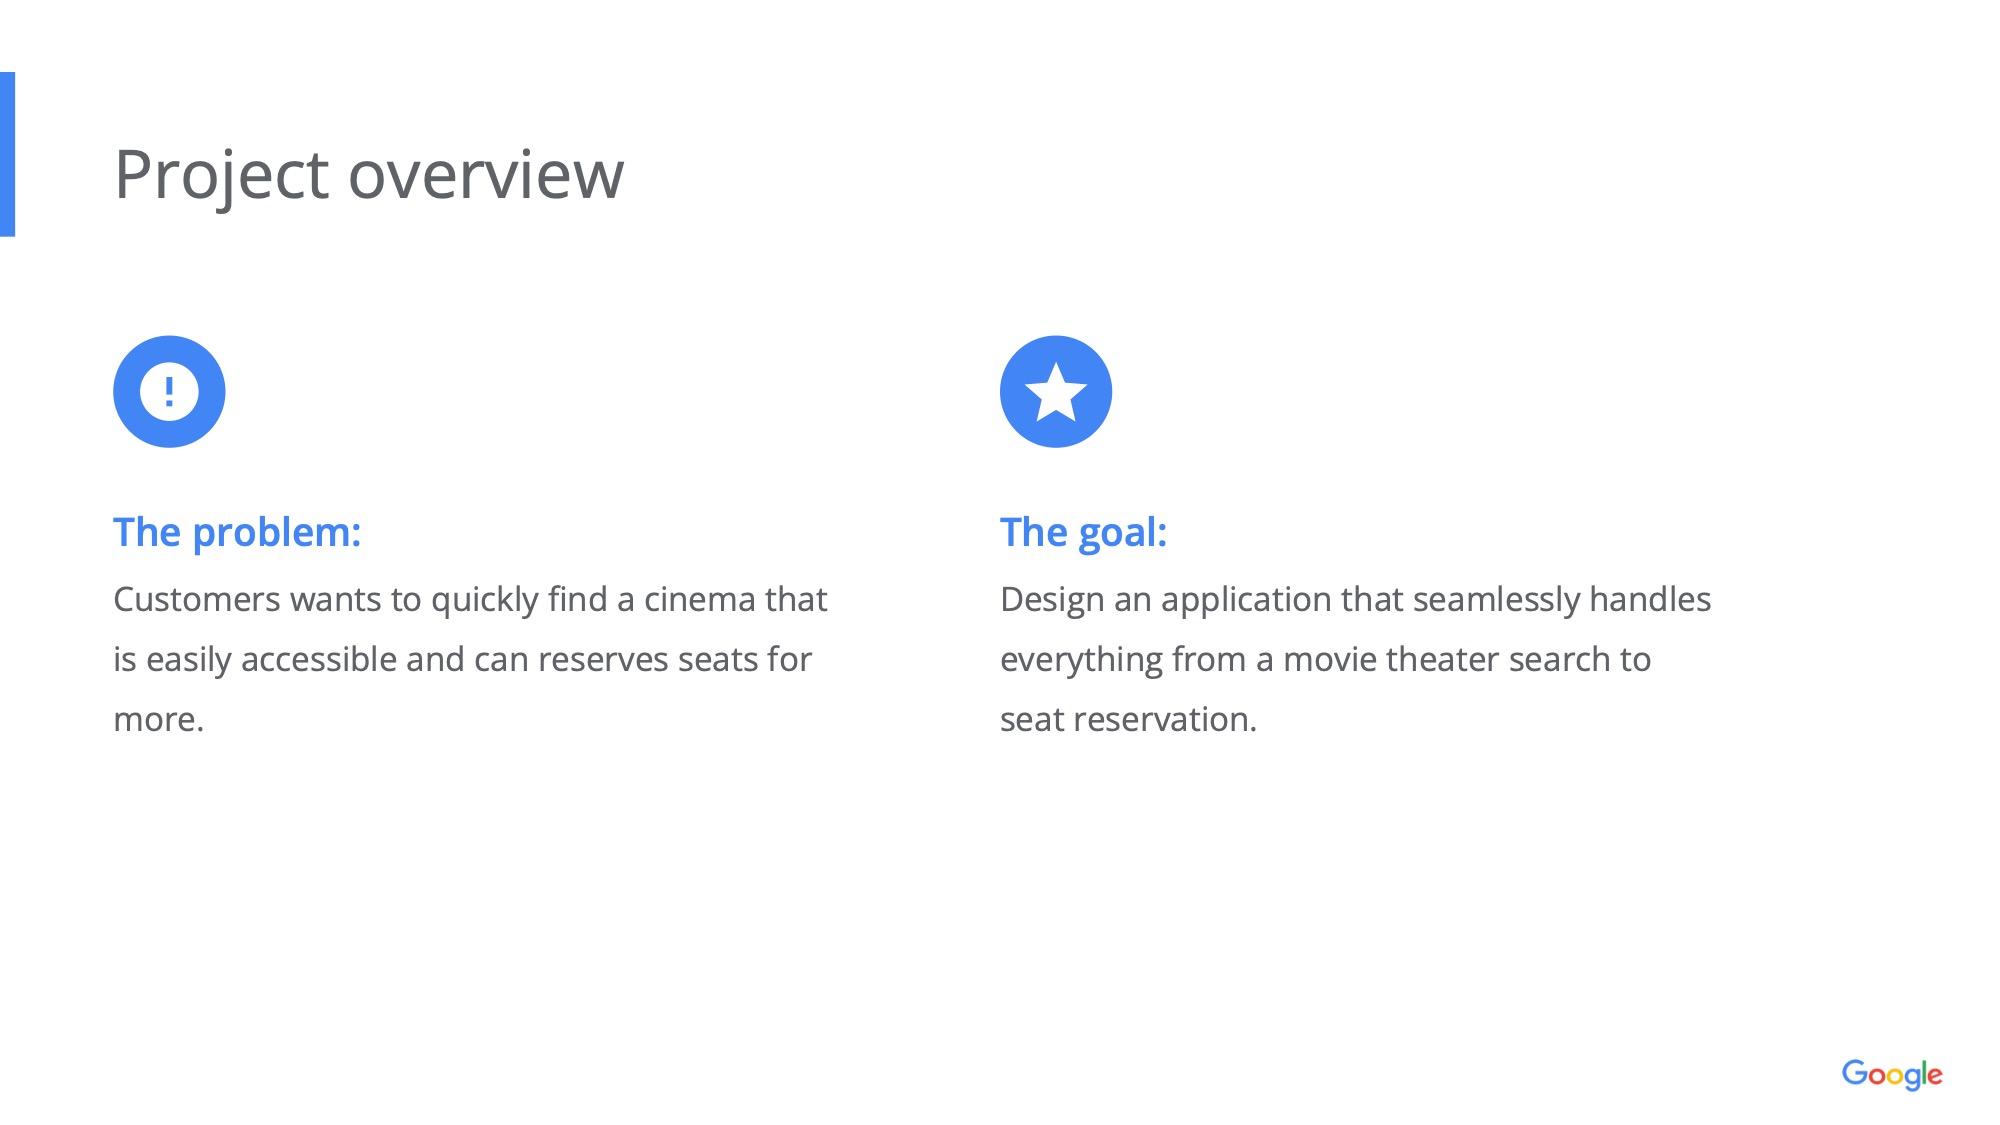 Project overview
The problem:
Customers wants to quickly find a cinema that
is easily accessible and can reserves seats for
more.
The goal:
Design an application that seamlessly handles
everything from a movie theater search to
seat reservation.
Google